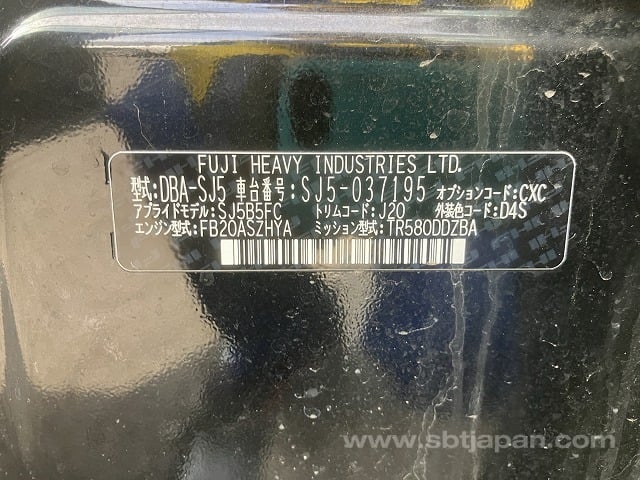 FUJI HEAVY INDUSTRIES LTD.
型式:DBA-SJ5 車台番号:SJ5-037195 オプションコード:CXC
アプライドモデル:SJ5B5FC トリムコード:J20 外装色コード:D4S
エンジン型式:FB20ASZHYA ミッション型式:TR580DDZBA
www.sbtjapan.com